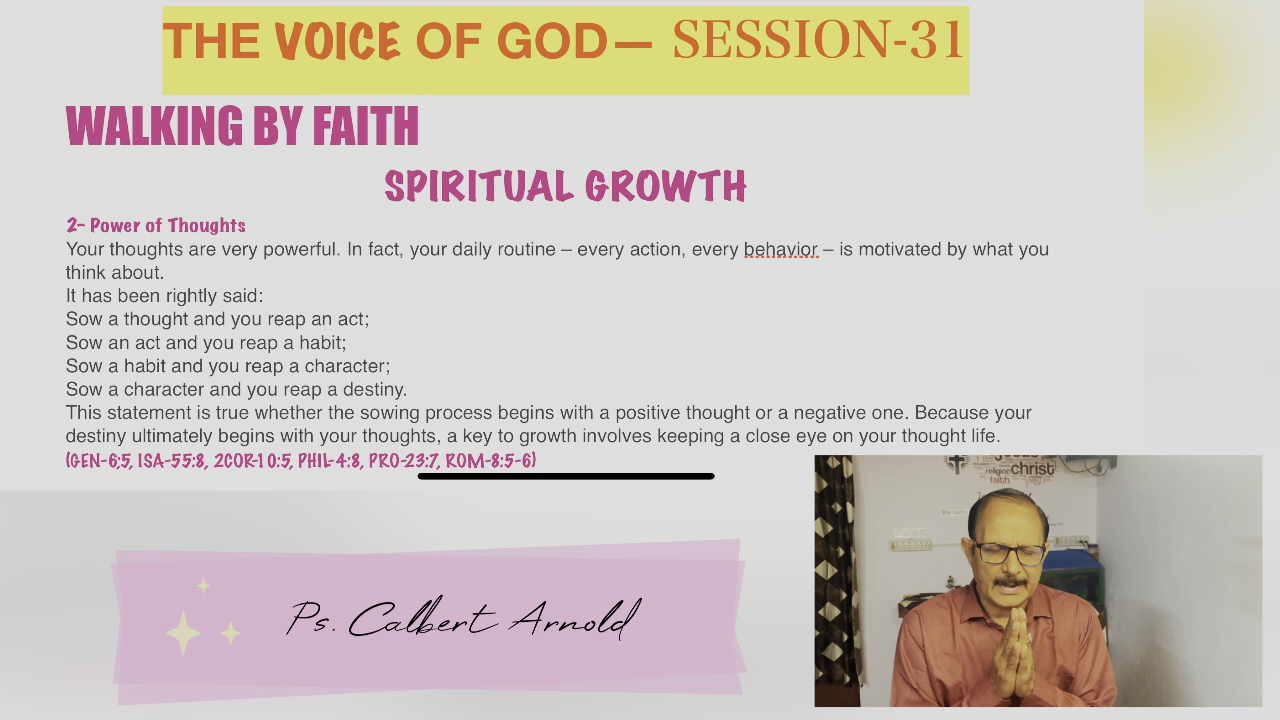 THE VOICE OF GOD— SESSION-31
WALKING BY FAITH
SPIRITUAL GROWTH
2- Power of Thoughts
Your thoughts are very powerful. In fact, your daily routine – every action, every behavior – is motivated by what you
think about.
It has been rightly said:
Sow a thought and you reap an act;
Sow an act and you reap a habit;
Sow a habit and you reap a character;
Sow a character and you reap a destiny.
This statement is true whether the sowing process begins with a positive thought or a negative one. Because your
destiny ultimately begins with your thoughts, a key to growth involves keeping a close eye on your thought life.
(GEN-6:5, ISA-55:8, 2COR-10:5, PHIL-4:8, PRO-23:7, ROM-8:5-6)
religion christ
faith
Ps. Calbert Arnold